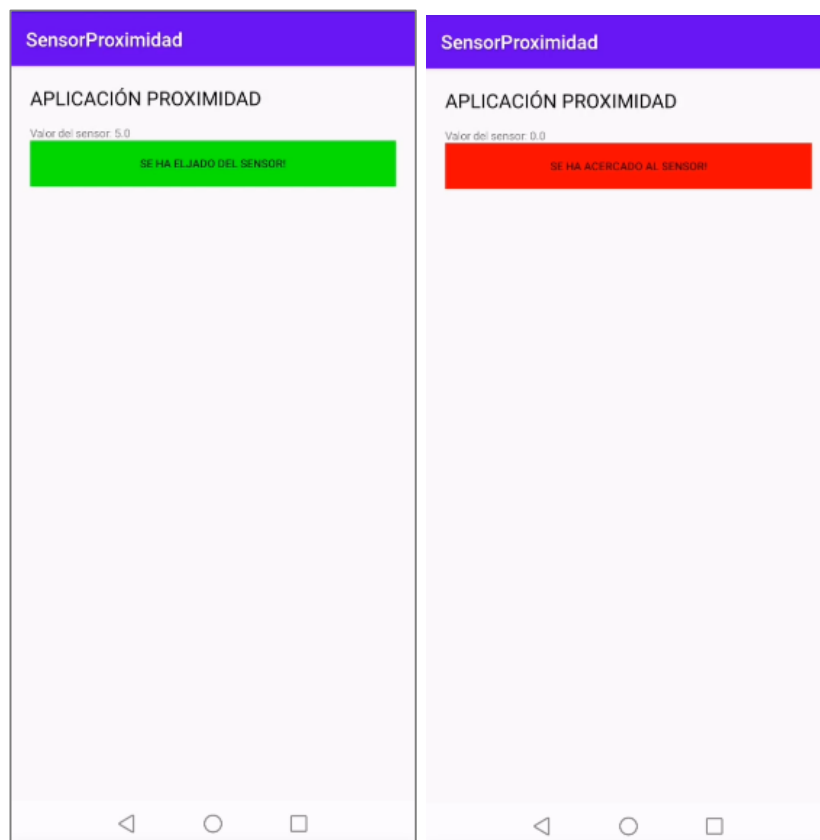 SensorProximidad
APLICACIÓN PROXIMIDAD
Valor del sensor: 5.0
SE HA ELJADO DEL SENSOR!
SensorProximidad
APLICACIÓN PROXIMIDAD
Valor del sensor: 0.0
SE HA ACERCADO AL SENSOR!